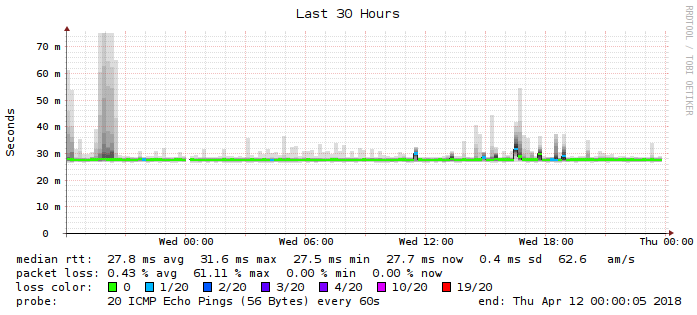 Last 30 Hours
RRDTOOL / TOBI OETIKER
Seconds
70 m
60 m
50 m
40 m
30 m
20 m
10 m
0
Wed 00:00 Wed 06:00 Wed 12:00 Wed 18:00 Thu 00:00
median rtt: 27.8 ms avg 31.6 ms max 27.5 ms min 27.7 ms now 0.4 ms sd 62.6 am/s
packet loss: 0.43 % avg 61.11 % max 0.00 % min 0.00 % now
loss color: 0 1/20 2/20 3/20 4/20 10/20 19/20
probe: 20 ICMP Echo Pings (56 Bytes) every 60s end: Thu Apr 12 00:00:05 2018